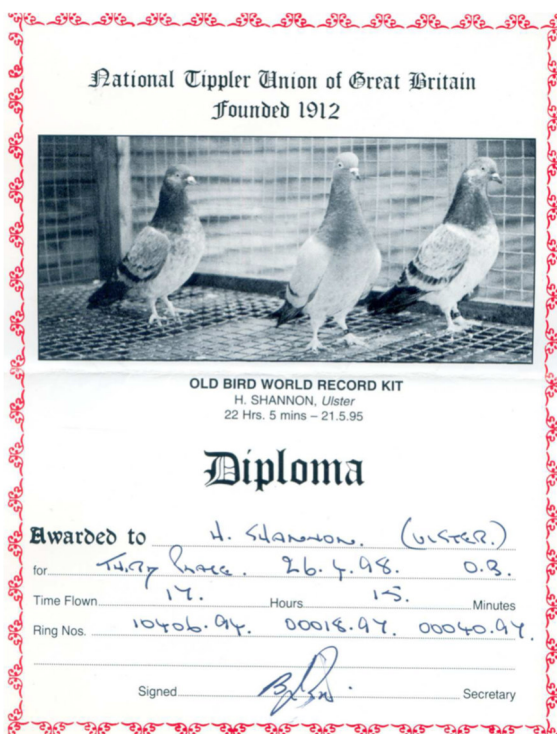 National Tippler Union of Great Britain
Founded 1912
OLD BIRD WORLD RECORD KIT
H. SHANNON, Ulster
22 Hrs. 5 mins – 21.5.95
Diploma
Awarded to H. SHANNON. (ULSTER.)
for THIRD PLACE. 26.4.98. O.B.
Time Flown 17. Hours 15. Minutes
Ring Nos. 10406.94. 00018.97. 00040.97.
Signed Secretary